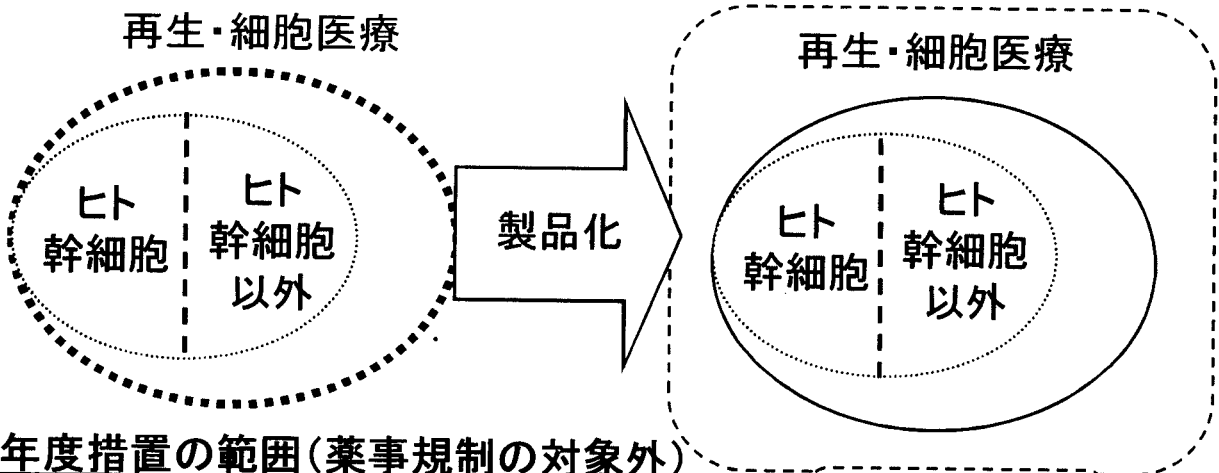 再生・細胞医療
ヒト
幹細胞
ヒト
幹細胞
以外
製品化
再生・細胞医療
ヒト
幹細胞
ヒト
幹細胞
以外
年度措置の範囲(薬事規制の対象外)